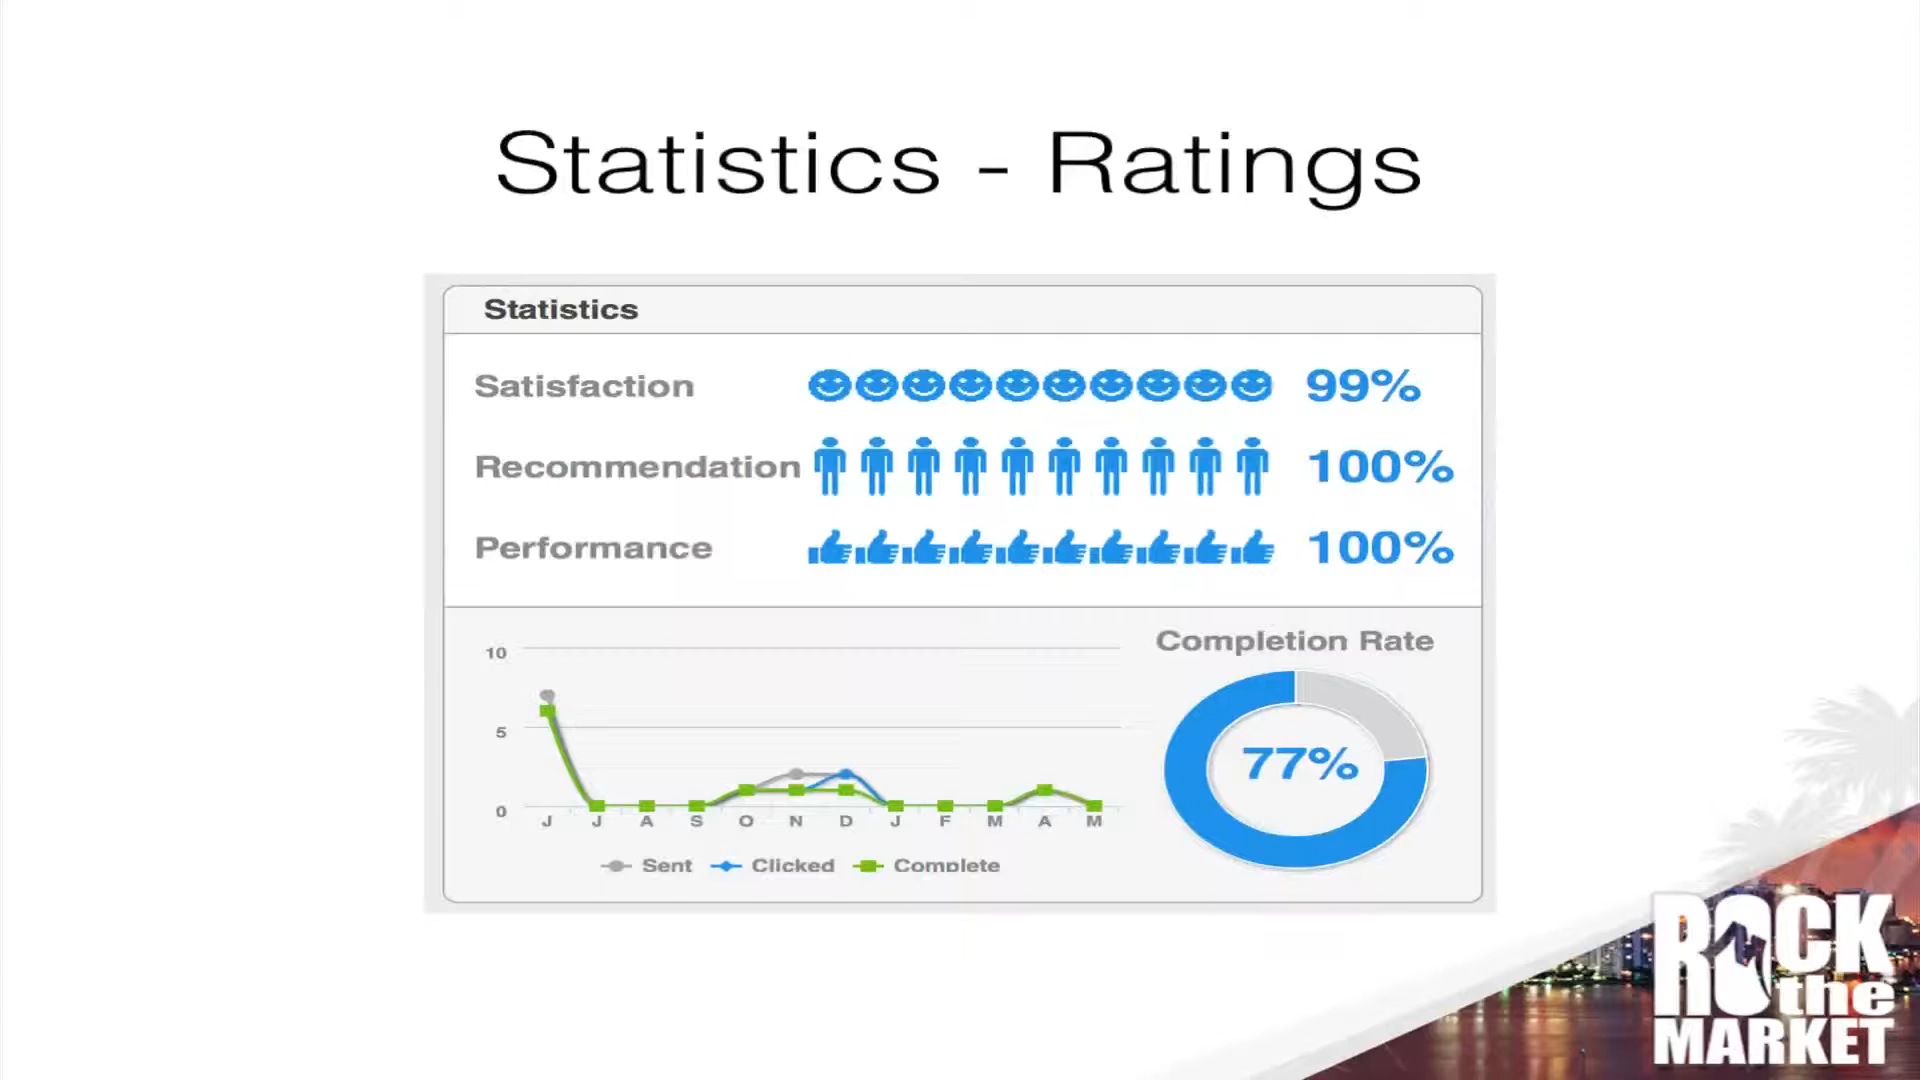 Statistics - Ratings
Statistics
Satisfaction 99%
Recommendation 100%
Performance 100%
Completion Rate
10
5
0
J J A S O N D J F M A M
Sent Clicked Complete
77%
ROCK
the
MARKET